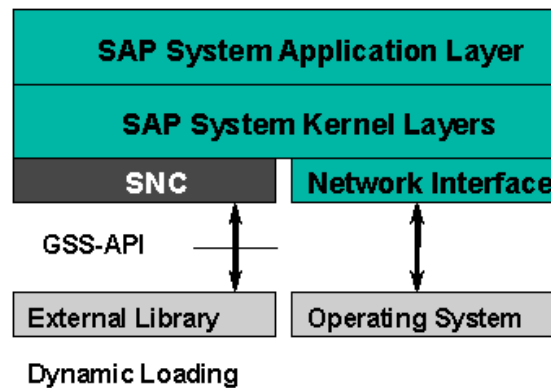 SAP System Application Layer
SAP System Kernel Layers
SNC
Network Interface
GSS-API
External Library
Operating System
Dynamic Loading